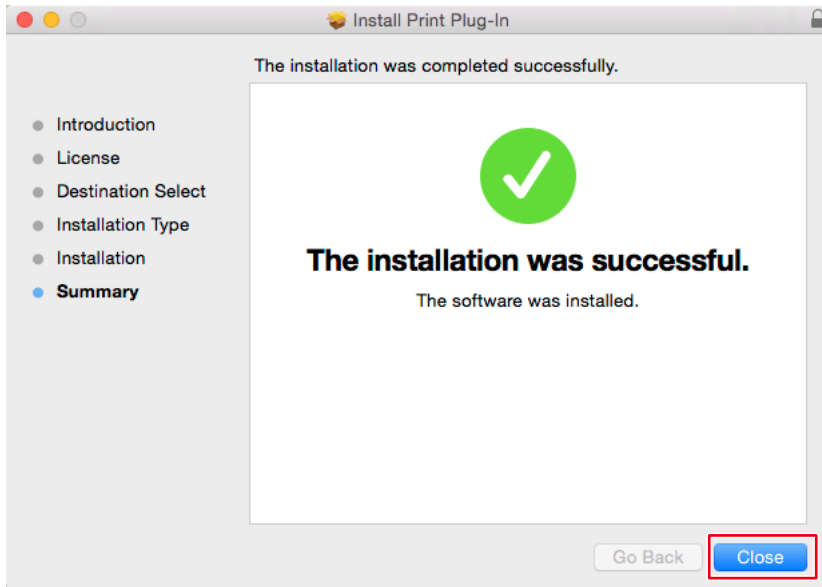 Install Print Plug-In
The installation was completed successfully.
Introduction
License
Destination Select
Installation Type
Installation
Summary
The installation was successful.
The software was installed.
Go Back
Close